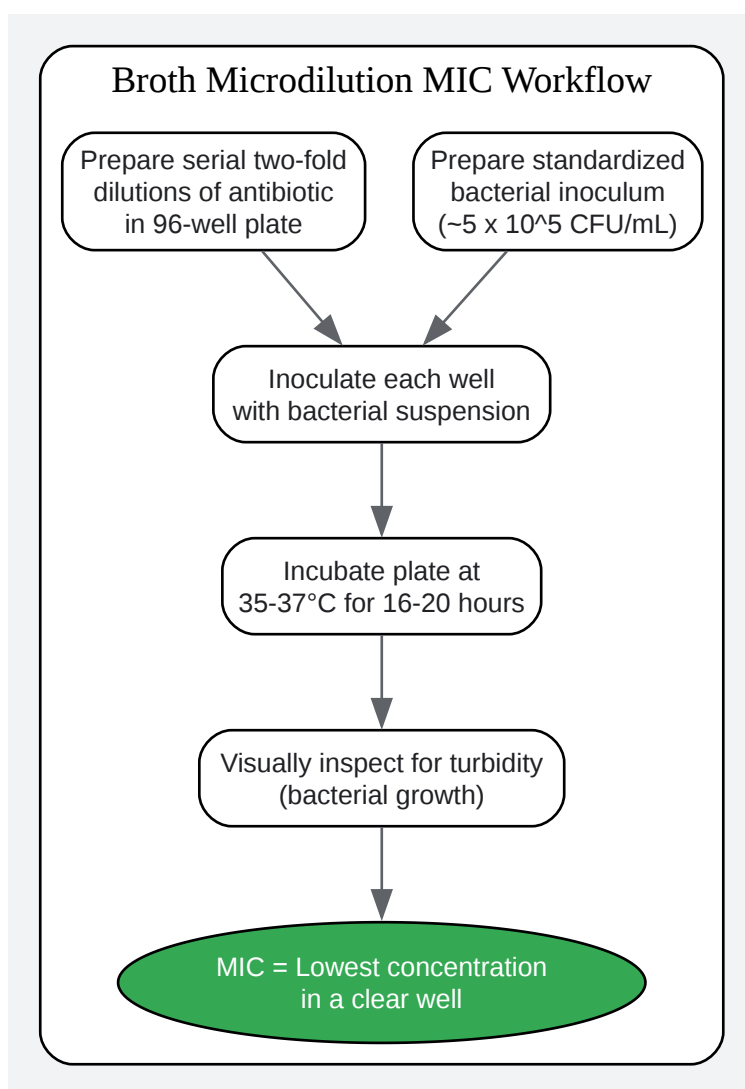 Broth Microdilution MIC Workflow
Prepare serial two-fold
dilutions of antibiotic
in 96-well plate
Prepare standardized
bacterial inoculum
(~5 x 10^5 CFU/mL)
Inoculate each well
with bacterial suspension
Incubate plate at
35-37°C for 16-20 hours
Visually inspect for turbidity
(bacterial growth)
MIC = Lowest concentration
in a clear well